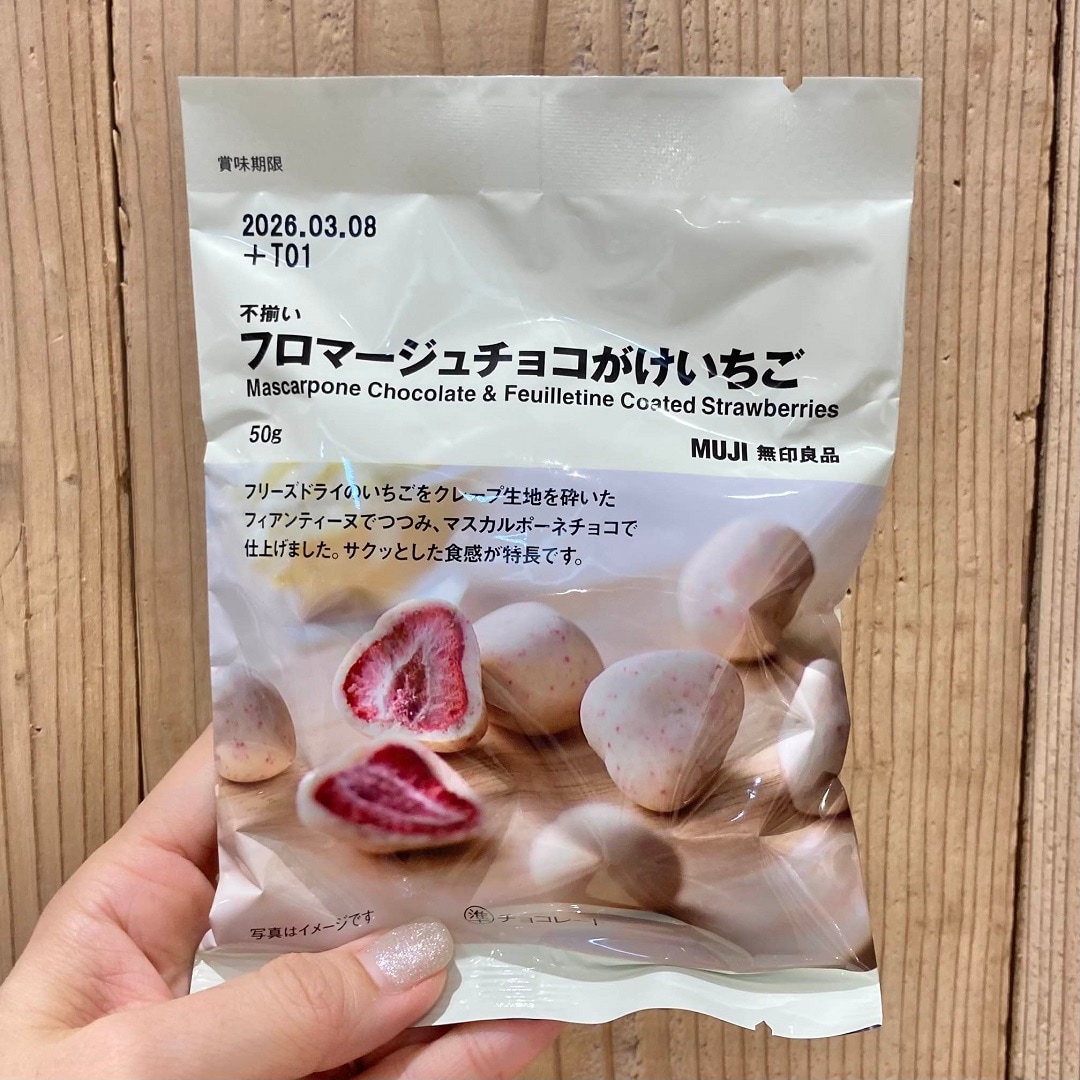 賞味期限
2026.03.08
+T01
不揃い
フロマージュチョコがけいちご
Mascarpone Chocolate & Feuilletine Coated Strawberries
50g
MUJI 無印良品
フリーズドライのいちごをクレープ生地を砕いた
フィアンティーヌでつつみ、マスカルポーネチョコで
仕上げました。サクッとした食感が特長です。
写真はイメージです
準チョコレート